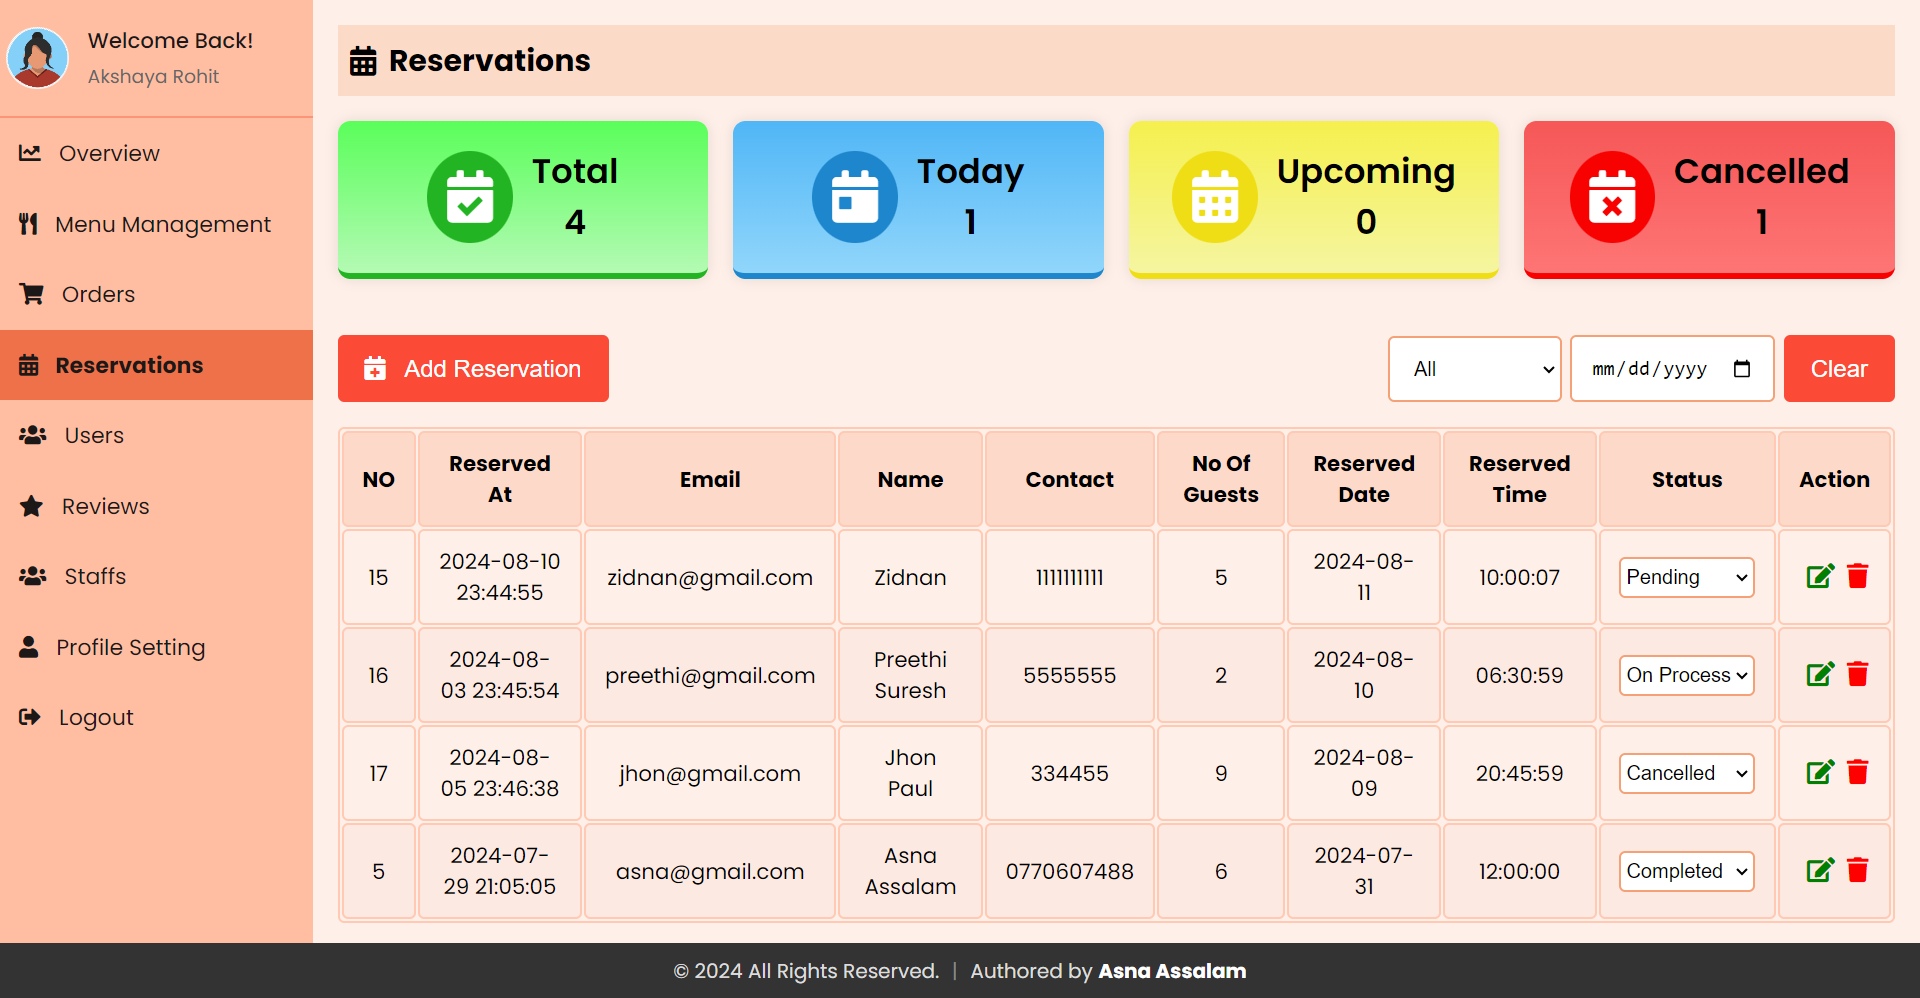 Welcome Back!
Akshaya Rohit
Overview
Menu Management
Orders
Reservations
Users
Reviews
Staffs
Profile Setting
Logout
Reservations
Total
4
Today
1
Upcoming
0
Cancelled
1
Add Reservation
All
mm/dd/yyyy
Clear
NO
Reserved
At
Email
Name
Contact
No Of
Guests
Reserved
Date
Reserved
Time
Status
Action
15
2024-08-10
23:44:55
zidnan@gmail.com
Zidnan
1111111111
5
2024-08-
11
10:00:07
Pending
16
2024-08-
03 23:45:54
preethi@gmail.com
Preethi
Suresh
5555555
2
2024-08-
10
06:30:59
On Process
17
2024-08-
05 23:46:38
jhon@gmail.com
Jhon
Paul
334455
9
2024-08-
09
20:45:59
Cancelled
5
2024-07-
29 21:05:05
asna@gmail.com
Asna
Assalam
0770607488
6
2024-07-
31
12:00:00
Completed
© 2024 All Rights Reserved. | Authored by Asna Assalam